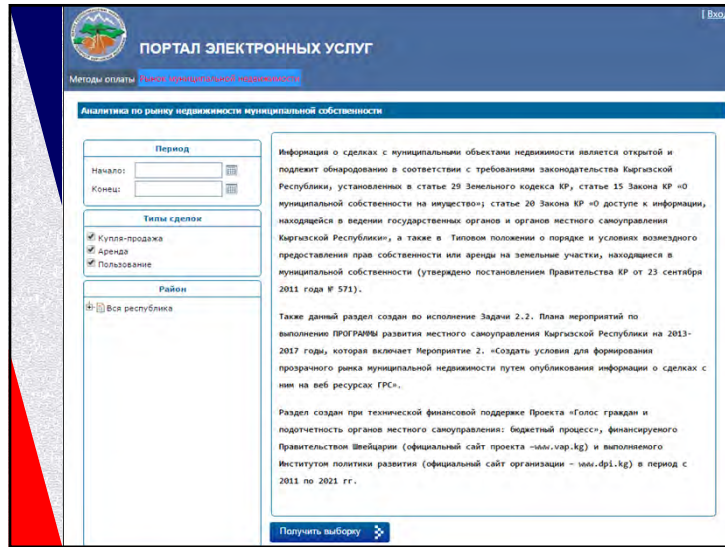 [ Вход
ПОРТАЛ ЭЛЕКТРОННЫХ УСЛУГ
Методы оплаты Рынок муниципальной недвижимости
Аналитика по рынку недвижимости муниципальной собственности
Период
Начало:
Конец:
Типы сделок
Купля-продажа
Аренда
Пользование
Район
Вся республика
Информация о сделках с муниципальными объектами недвижимости является открытой и
подлежит обнародованию в соответствии с требованиями законодательства Кыргызской
Республики, установленных в статье 29 Земельного кодекса КР, статье 15 Закона КР «О
муниципальной собственности на имущество»; статье 20 Закона КР «О доступе к информации,
находящейся в ведении государственных органов и органов местного самоуправления
Кыргызской Республики», а также в Типовом положении о порядке и условиях возмездного
предоставления прав собственности или аренды на земельные участки, находящиеся в
муниципальной собственности (утверждено постановлением Правительства КР от 23 сентября
2011 года № 571).
Также данный раздел создан во исполнение Задачи 2.2. Плана мероприятий по
выполнению ПРОГРАММЫ развития местного самоуправления Кыргызской Республики на 2013-
2017 годы, которая включает Мероприятие 2. «Создать условия для формирования
прозрачного рынка муниципальной недвижимости путем опубликования информации о сделках с
ним на веб ресурсах ГРС».
Раздел создан при технической финансовой поддержке Проекта «Голос граждан и
подотчетность органов местного самоуправления: бюджетный процесс», финансируемого
Правительством Швейцарии (официальный сайт проекта –www.vap.kg) и выполняемого
Институтом политики развития (официальный сайт организации – www.dpi.kg) в период с
2011 по 2021 гг.
Получить выборку